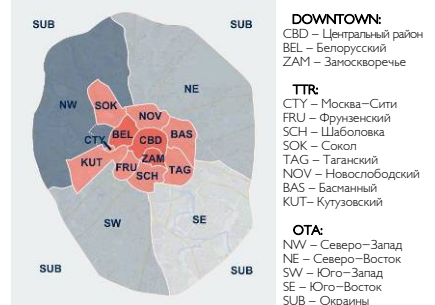 SUB
SUB
NE
NW
SOK
NOV
CTY
BEL
CBD
BAS
KUT
ZAM
FRU
SCH
TAG
SW
SE
SUB
SUB
DOWNTOWN:
CBD – Центральный район
BEL – Белорусский
ZAM – Замоскворечье
TTR:
CTY – Москва–Сити
FRU – Фрунзенский
SCH – Шаболовка
SOK – Сокол
TAG – Таганский
NOV – Новослободский
BAS – Басманный
KUT– Кутузовский
OTA:
NW – Северо–Запад
NE – Северо–Восток
SW – Юго–Запад
SE – Юго–Восток
SUB – Окраины